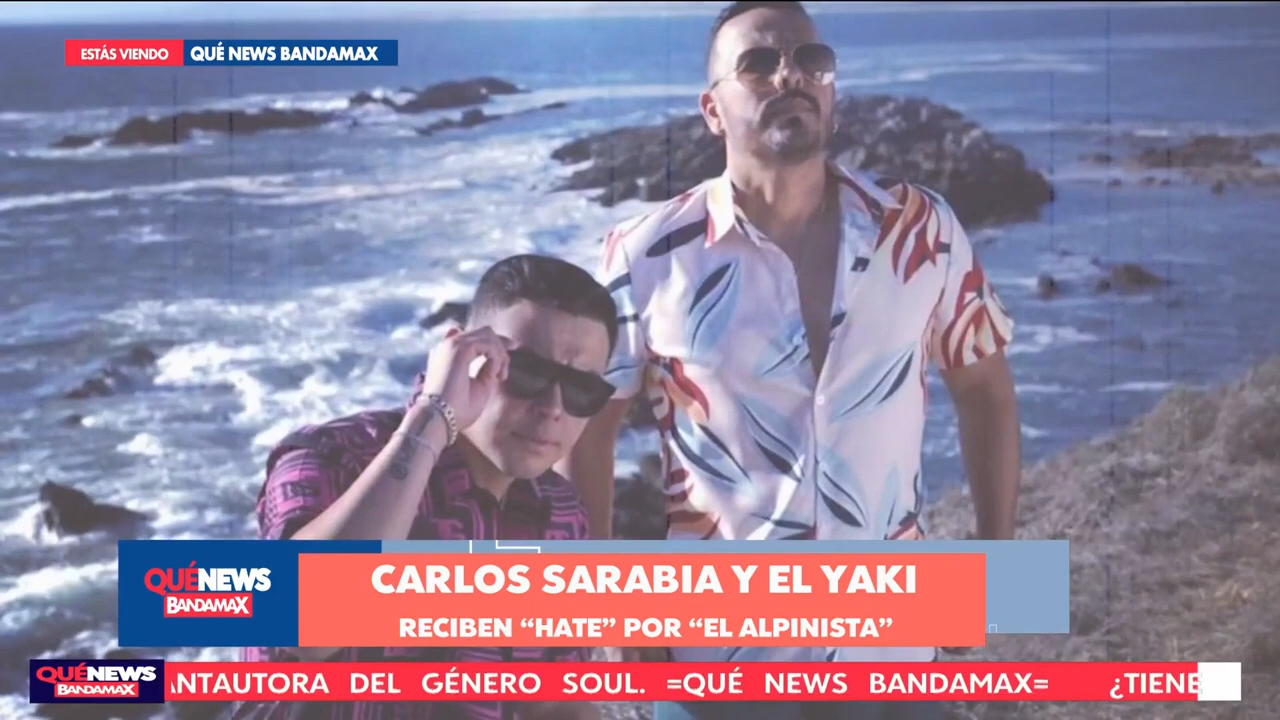 ESTÁS VIENDO QUÉ NEWS BANDAMAX
QUÉNEWS
BANDAMAX
CARLOS SARABIA Y EL YAKI
RECIBEN “HATE” POR “EL ALPINISTA”
QUÉNEWS
BANDAMAX
ANTAUTORA DEL GÉNERO SOUL. =QUÉ NEWS BANDAMAX= ¿TIENE